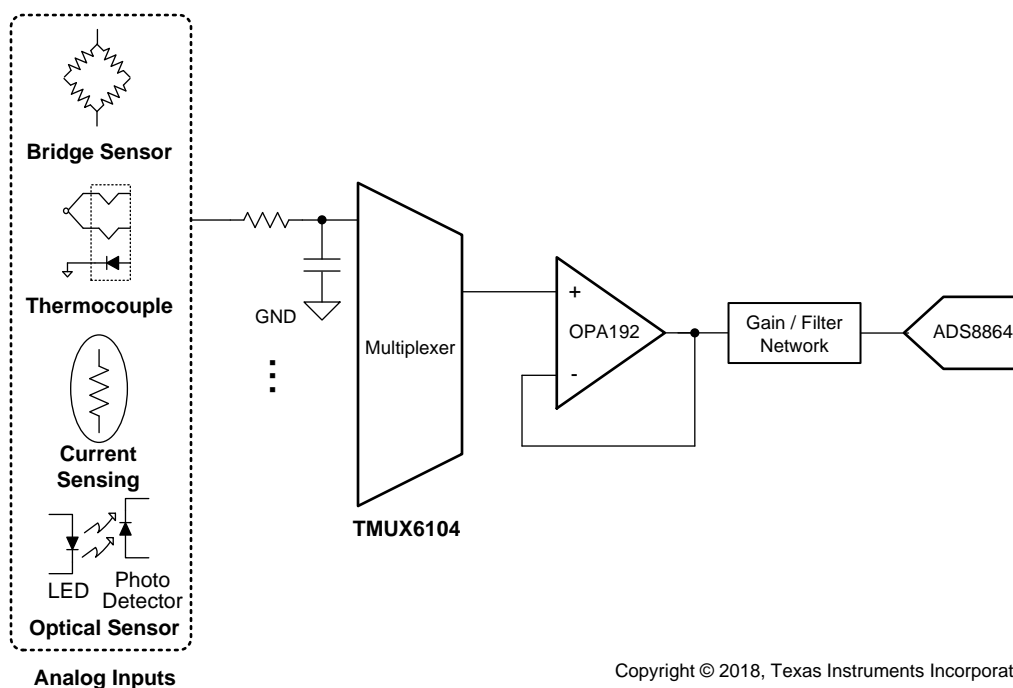 Bridge Sensor
Thermocouple
Current
Sensing
LED
Photo
Detector
Optical Sensor
Analog Inputs
GND
Multiplexer
TMUX6104
+
OPA192
-
Gain / Filter
Network
ADS8864
Copyright © 2018, Texas Instruments Incorporat